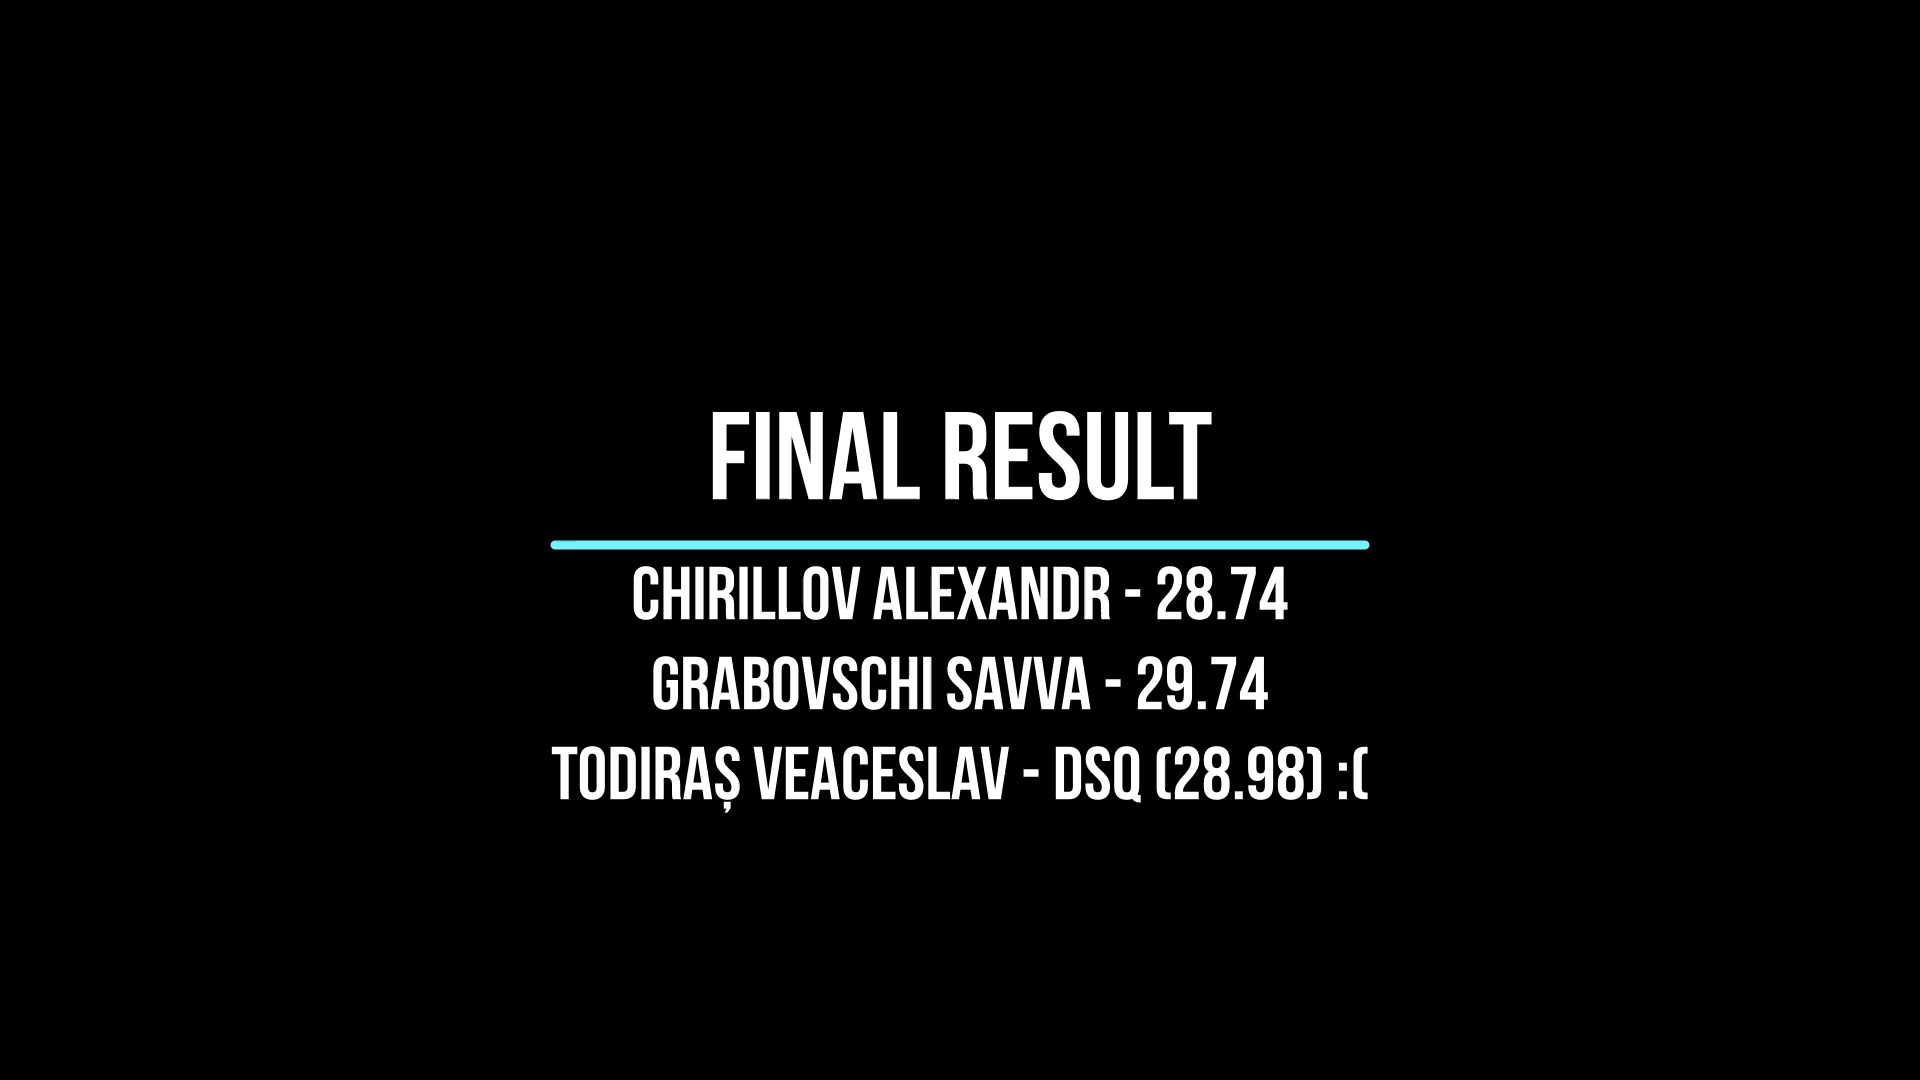 FINAL RESULT
CHIRILLOV ALEXANDR - 28.74
GRABOVSCHI SAVVA - 29.74
TODIRAȘ VEACESLAV - DSQ (28.98) :(